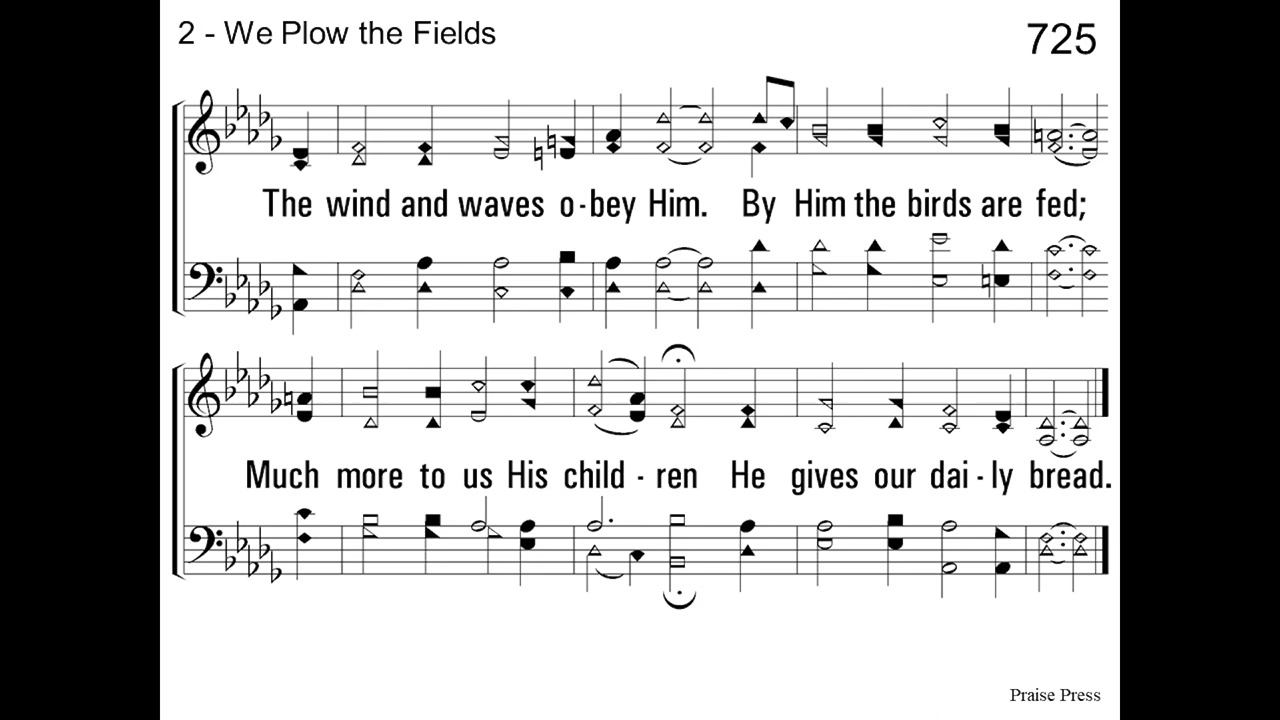 2 - We Plow the Fields
725
The wind and waves o-bey Him. By Him the birds are fed;
Much more to us His child - ren He gives our dai - ly bread.
Praise Press